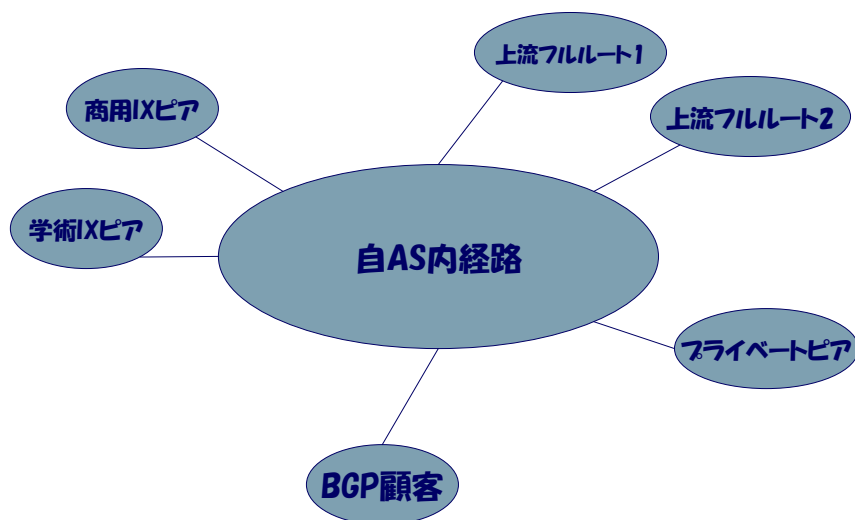 上流フルルート1
商用IXピア
上流フルルート2
学術IXピア
自AS内経路
プライベートピア
BGP顧客